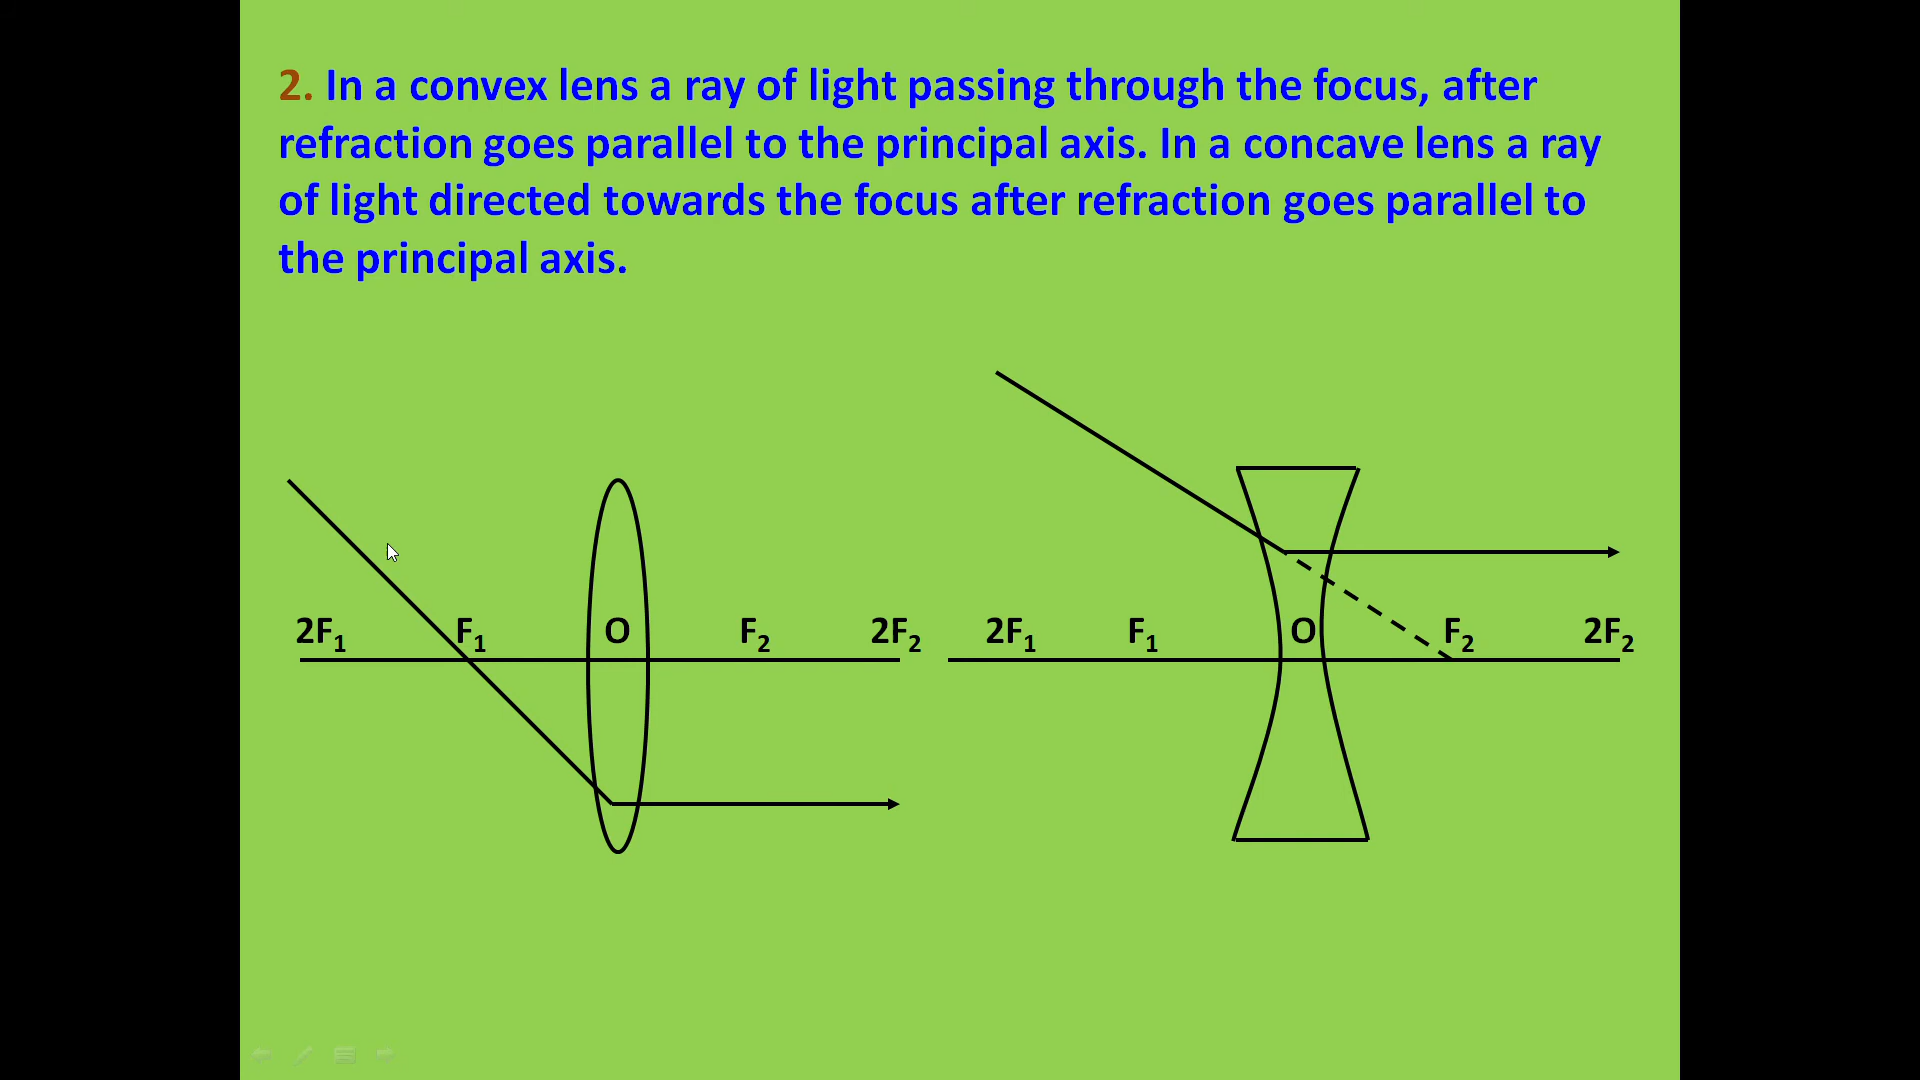 2. In a convex lens a ray of light passing through the focus, after
refraction goes parallel to the principal axis. In a concave lens a ray
of light directed towards the focus after refraction goes parallel to
the principal axis.
2F₁ F₁ O F₂ 2F₂ 2F₁ F₁ O F₂ 2F₂